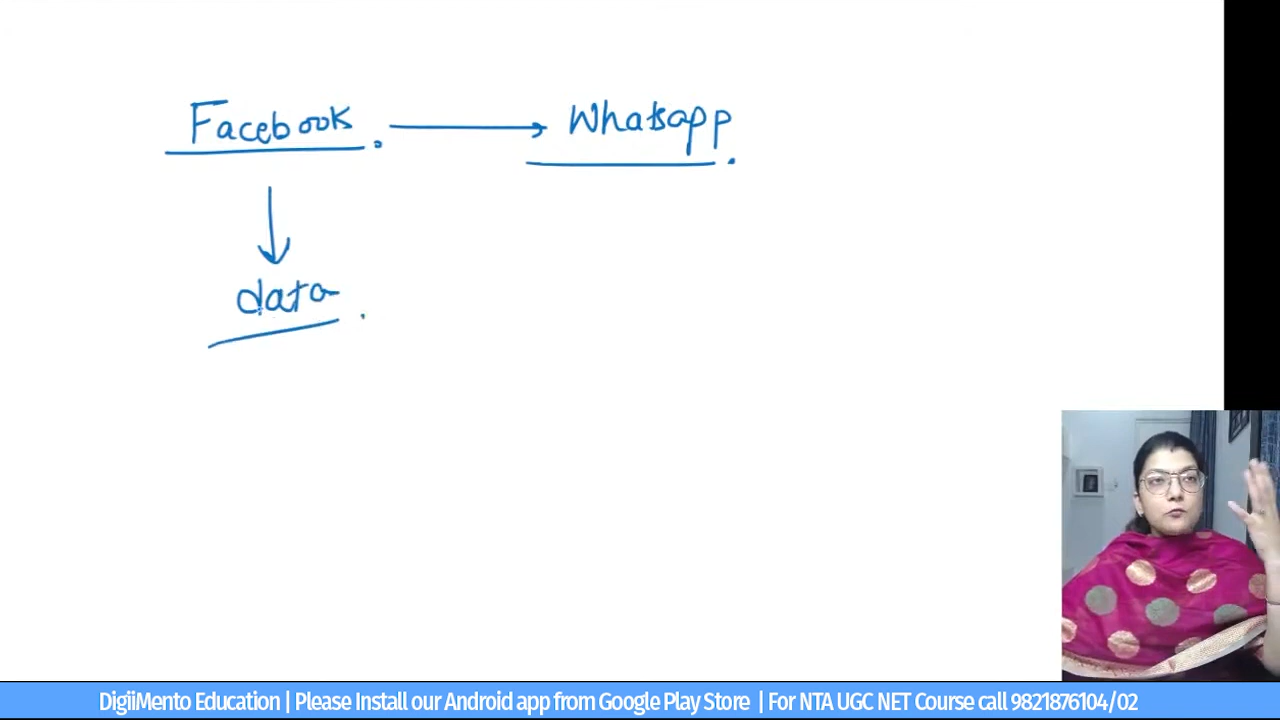 Facebook. → Whatsapp.
↓
data.
DigiiMento Education | Please Install our Android app from Google Play Store | For NTA UGC NET Course call 9821876104/02